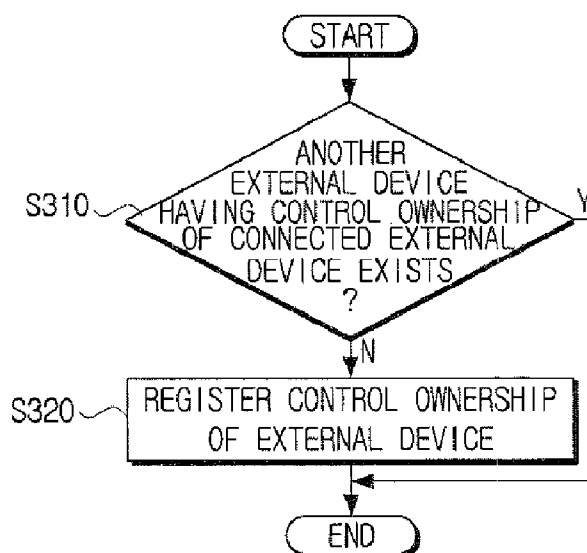 START
ANOTHER
EXTERNAL DEVICE
HAVING CONTROL OWNERSHIP
OF CONNECTED EXTERNAL
DEVICE EXISTS
?
S310
Y
N
REGISTER CONTROL OWNERSHIP
OF EXTERNAL DEVICE
S320
END